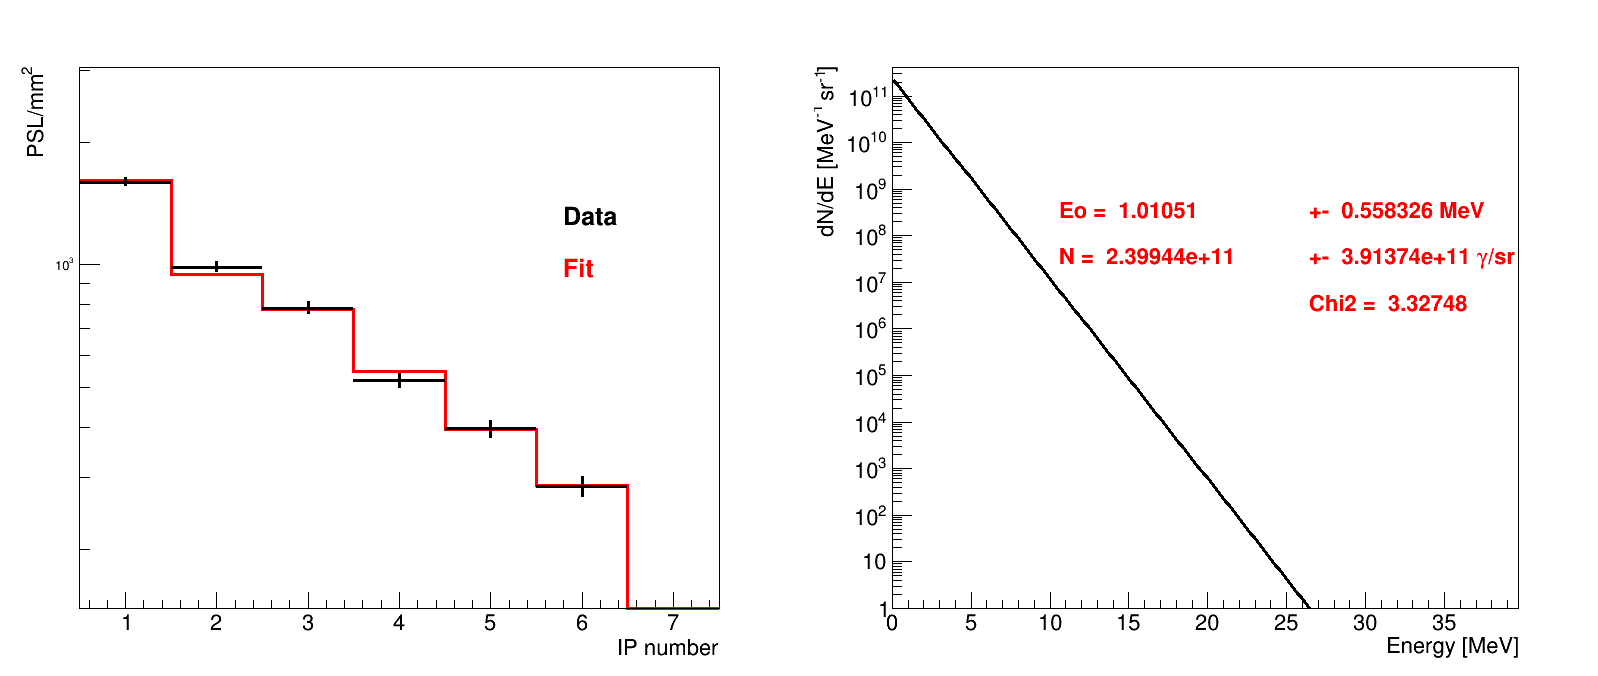 PSL/mm²
10³
Data
Fit
1 2 3 4 5 6 7
IP number
dN/dE [MeV⁻¹ sr⁻¹]
10¹¹
10¹⁰
10⁹
10⁸
10⁷
10⁶
10⁵
10⁴
10³
10²
10
1
Eo = 1.01051 +- 0.558326 MeV
N = 2.39944e+11 +- 3.91374e+11 γ/sr
Chi2 = 3.32748
0 5 10 15 20 25 30 35
Energy [MeV]